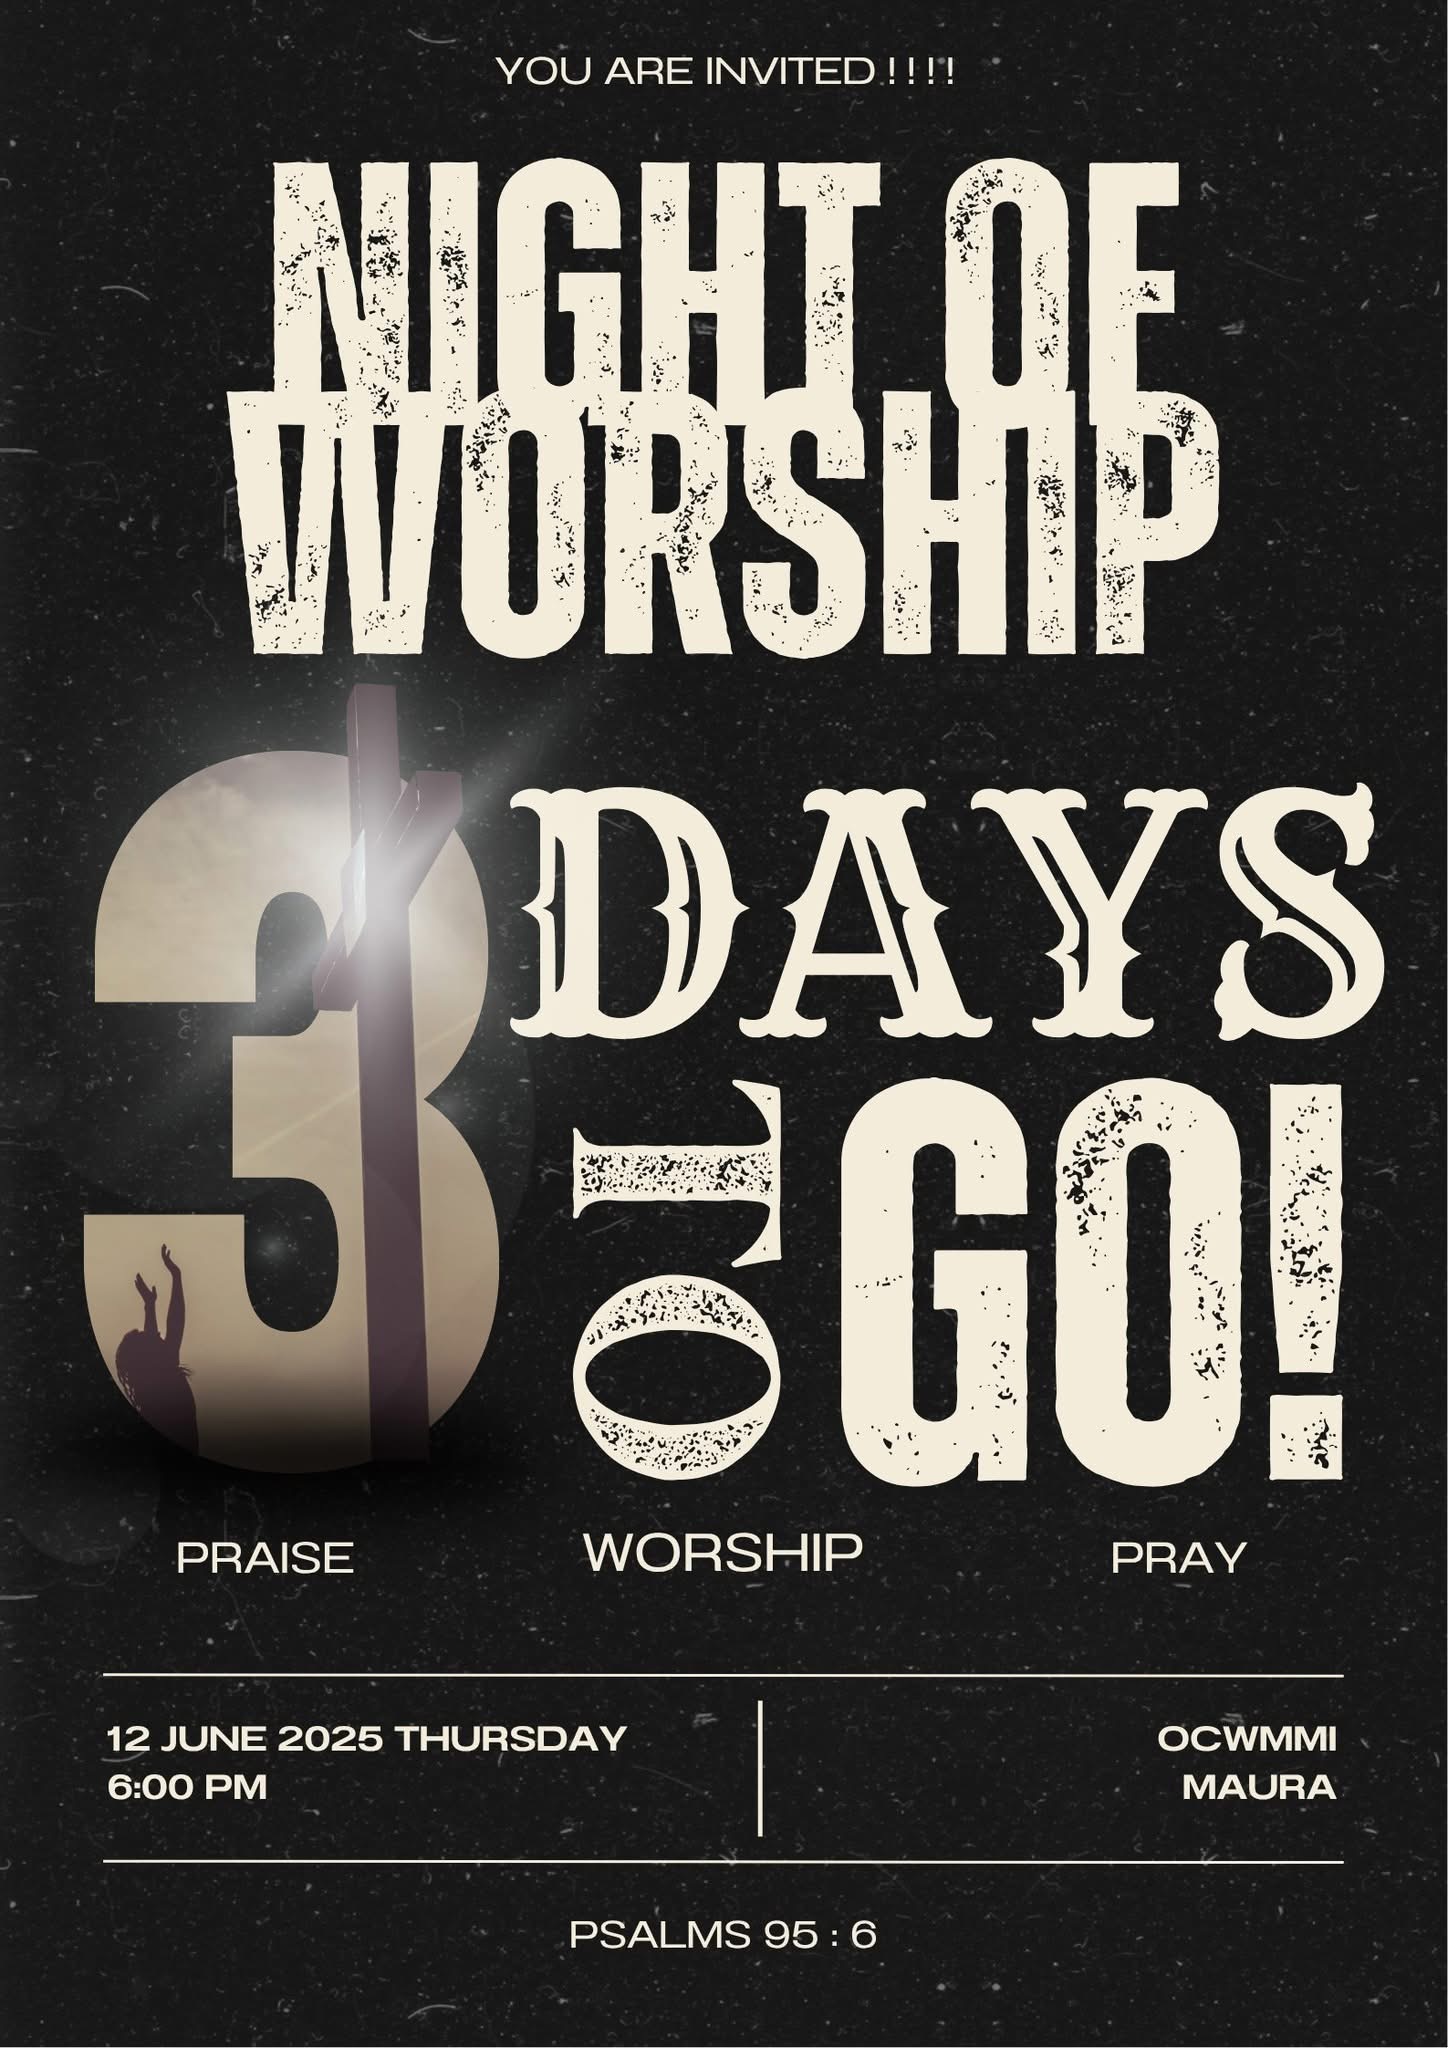 YOU ARE INVITED ! ! ! !
NIGHT OF
WORSHIP
3 DAYS
TO GO!
PRAISE WORSHIP PRAY
12 JUNE 2025 THURSDAY
6:00 PM
OCWMMI
MAURA
PSALMS 95 : 6